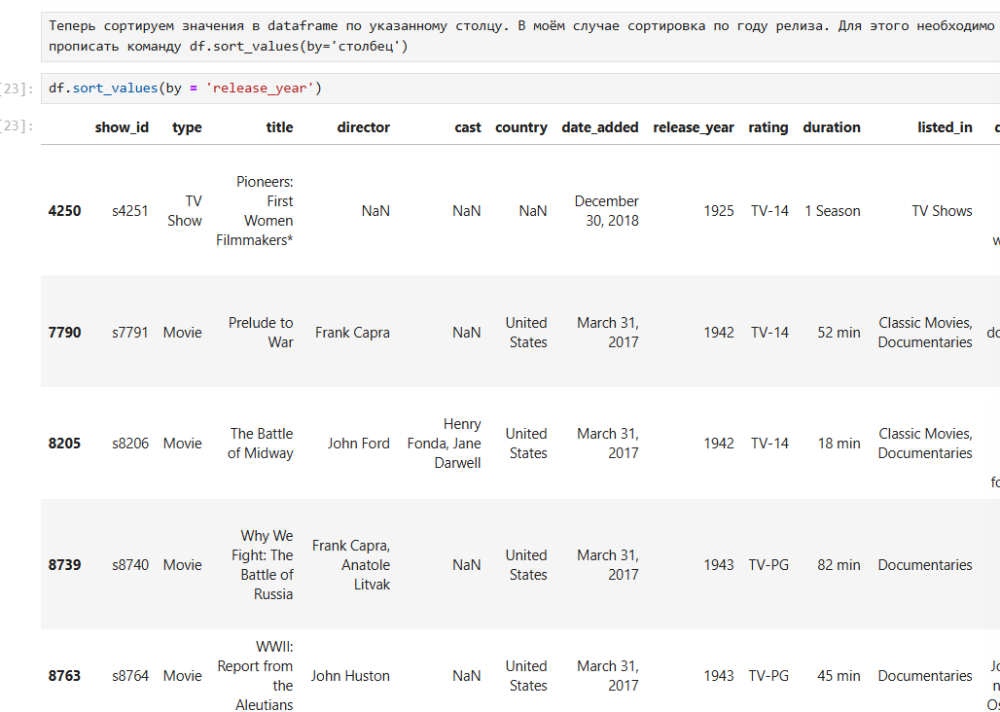 Теперь сортируем значения в dataframe по указанному столцу. В моём случае сортировка по году релиза. Для этого необходимо
прописать команду df.sort_values(by='столбец')
[23]: df.sort_values(by = 'release_year')
[23]:
show_id type title director cast country date_added release_year rating duration listed_in
4250 s4251 TV Show Pioneers: First Women Filmmakers* NaN NaN NaN December 30, 2018 1925 TV-14 1 Season TV Shows
7790 s7791 Movie Prelude to War Frank Capra NaN United States March 31, 2017 1942 TV-14 52 min Classic Movies, Documentaries
8205 s8206 Movie The Battle of Midway John Ford Henry Fonda, Jane Darwell United States March 31, 2017 1942 TV-14 18 min Classic Movies, Documentaries
8739 s8740 Movie Why We Fight: The Battle of Russia Frank Capra, Anatole Litvak NaN United States March 31, 2017 1943 TV-PG 82 min Documentaries
8763 s8764 Movie WWII: Report from the Aleutians John Huston NaN United States March 31, 2017 1943 TV-PG 45 min Documentaries